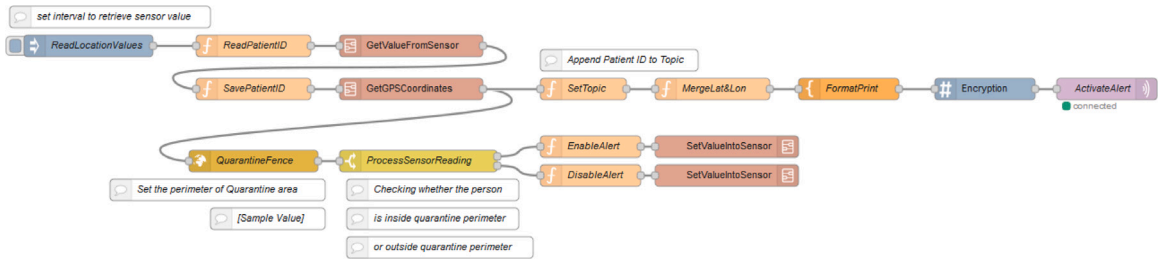 set interval to retrieve sensor value
ReadLocationValues
ReadPatientID
GetValueFromSensor
Append Patient ID to Topic
SavePatientID
GetGPSCoordinates
SetTopic
MergeLat&Lon
FormatPrint
Encryption
ActivateAlert
connected
QuarantineFence
ProcessSensorReading
EnableAlert
SetValueIntoSensor
DisableAlert
SetValueIntoSensor
Set the perimeter of Quarantine area
Checking whether the person
[Sample Value]
is inside quarantine perimeter
or outside quarantine perimeter